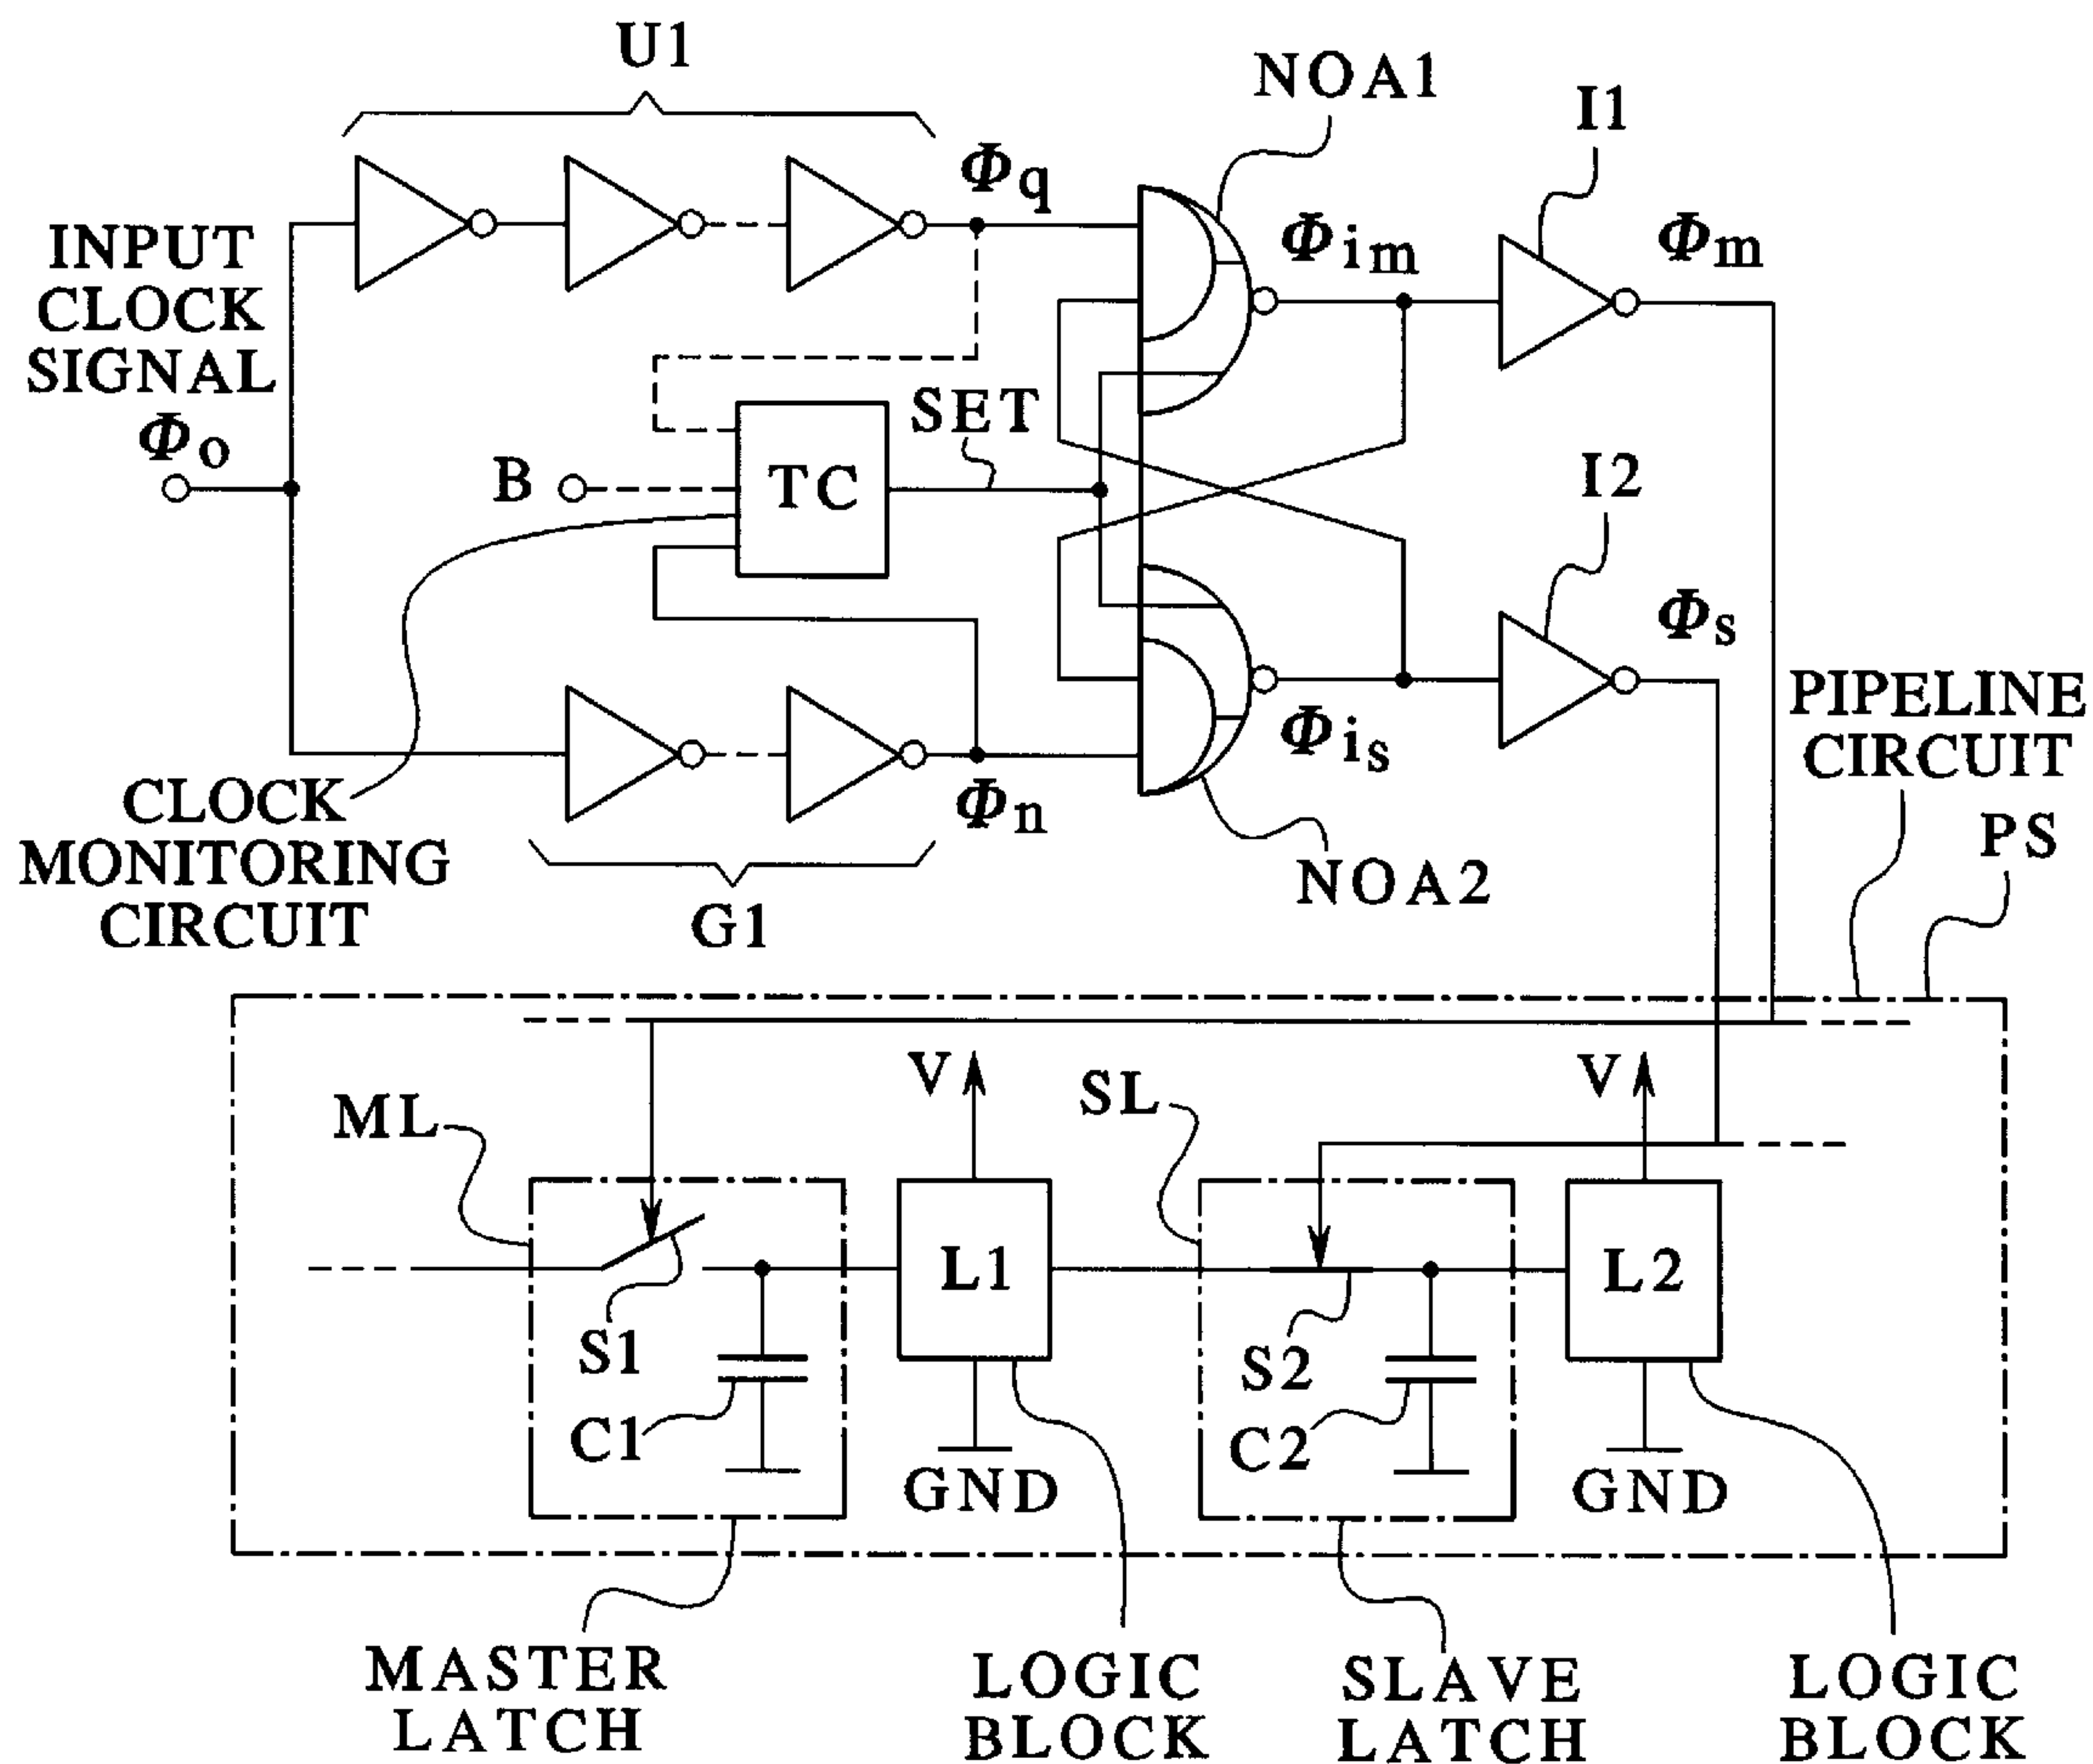 U1
NOA1
I1
Φq
Φim
Φm
INPUT
CLOCK
SIGNAL
Φo
SET
B
TC
I2
Φis
Φs
PIPELINE
CIRCUIT
PS
CLOCK
MONITORING
CIRCUIT
Φn
G1
NOA2
V
V
ML
SL
L1
L2
S1
C1
S2
C2
GND
GND
MASTER
LATCH
LOGIC
BLOCK
SLAVE
LATCH
LOGIC
BLOCK